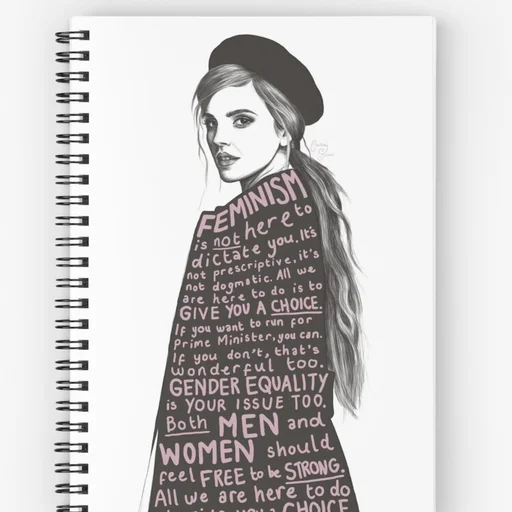 FEMINISM
is not here to
dictate you. It's
not prescriptive, it's
not dogmatic. All we
are here to do is to
GIVE YOU A CHOICE.
If you want to run for
Prime Minister, you can.
If you don't, that's
wonderful too.
GENDER EQUALITY
is YOUR ISSUE TOO.
Both MEN and
WOMEN should
feel FREE to be STRONG.
All we are here to do
YOU a CHOICE